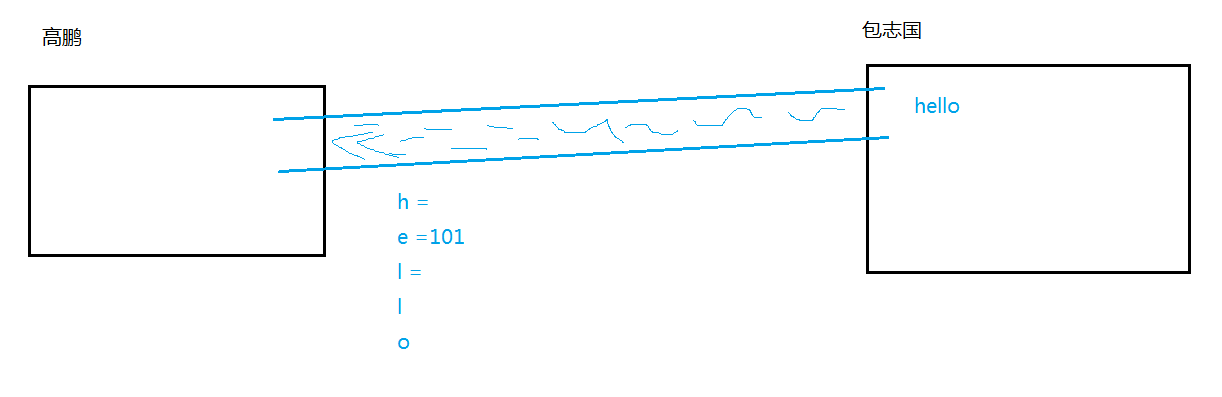 高鹏
包志国
hello
h =
e =101
l =
l
o